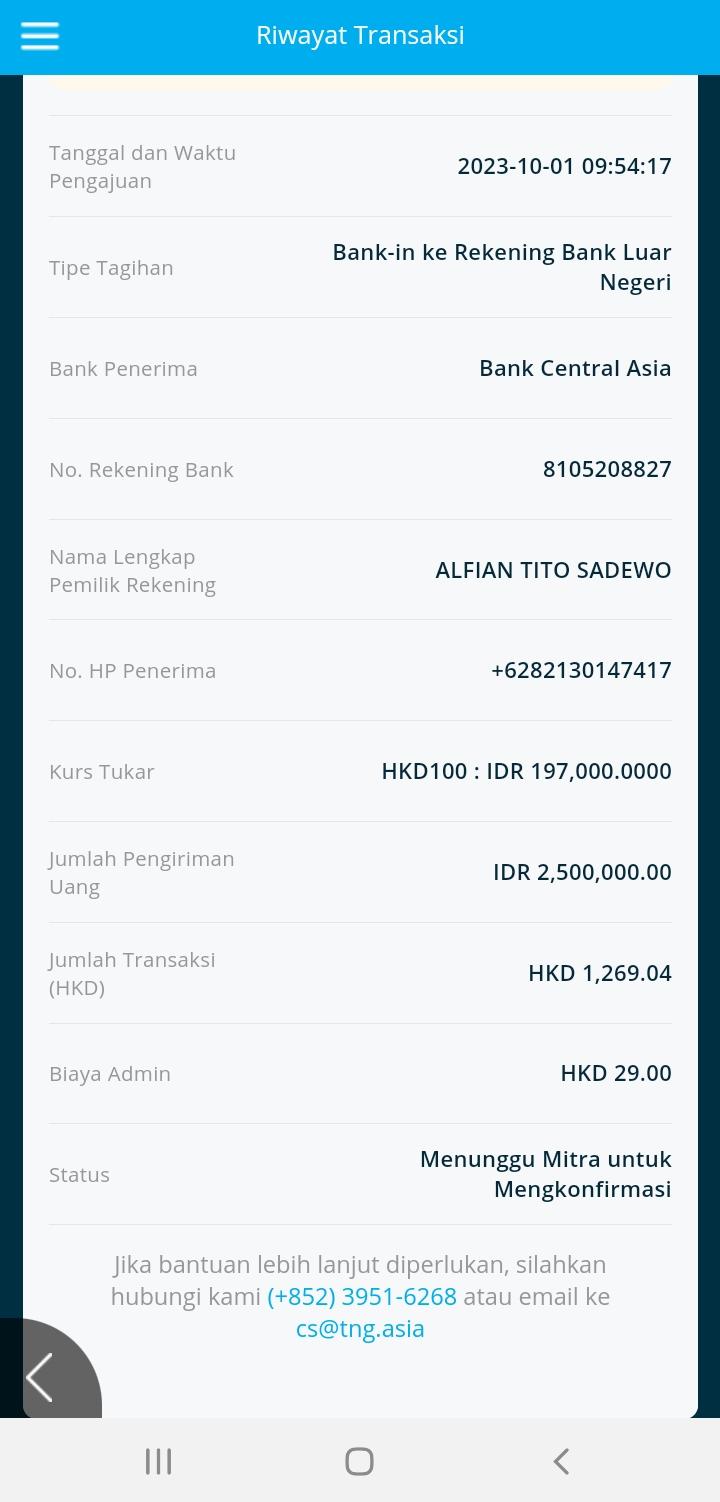 Riwayat Transaksi
Tanggal dan Waktu
Pengajuan
2023-10-01 09:54:17
Tipe Tagihan
Bank-in ke Rekening Bank Luar
Negeri
Bank Penerima
Bank Central Asia
No. Rekening Bank
8105208827
Nama Lengkap
Pemilik Rekening
ALFIAN TITO SADEWO
No. HP Penerima
+6282130147417
Kurs Tukar
HKD100 : IDR 197,000.0000
Jumlah Pengiriman
Uang
IDR 2,500,000.00
Jumlah Transaksi
(HKD)
HKD 1,269.04
Biaya Admin
HKD 29.00
Status
Menunggu Mitra untuk
Mengkonfirmasi
Jika bantuan lebih lanjut diperlukan, silahkan
hubungi kami (+852) 3951-6268 atau email ke
cs@tng.asia